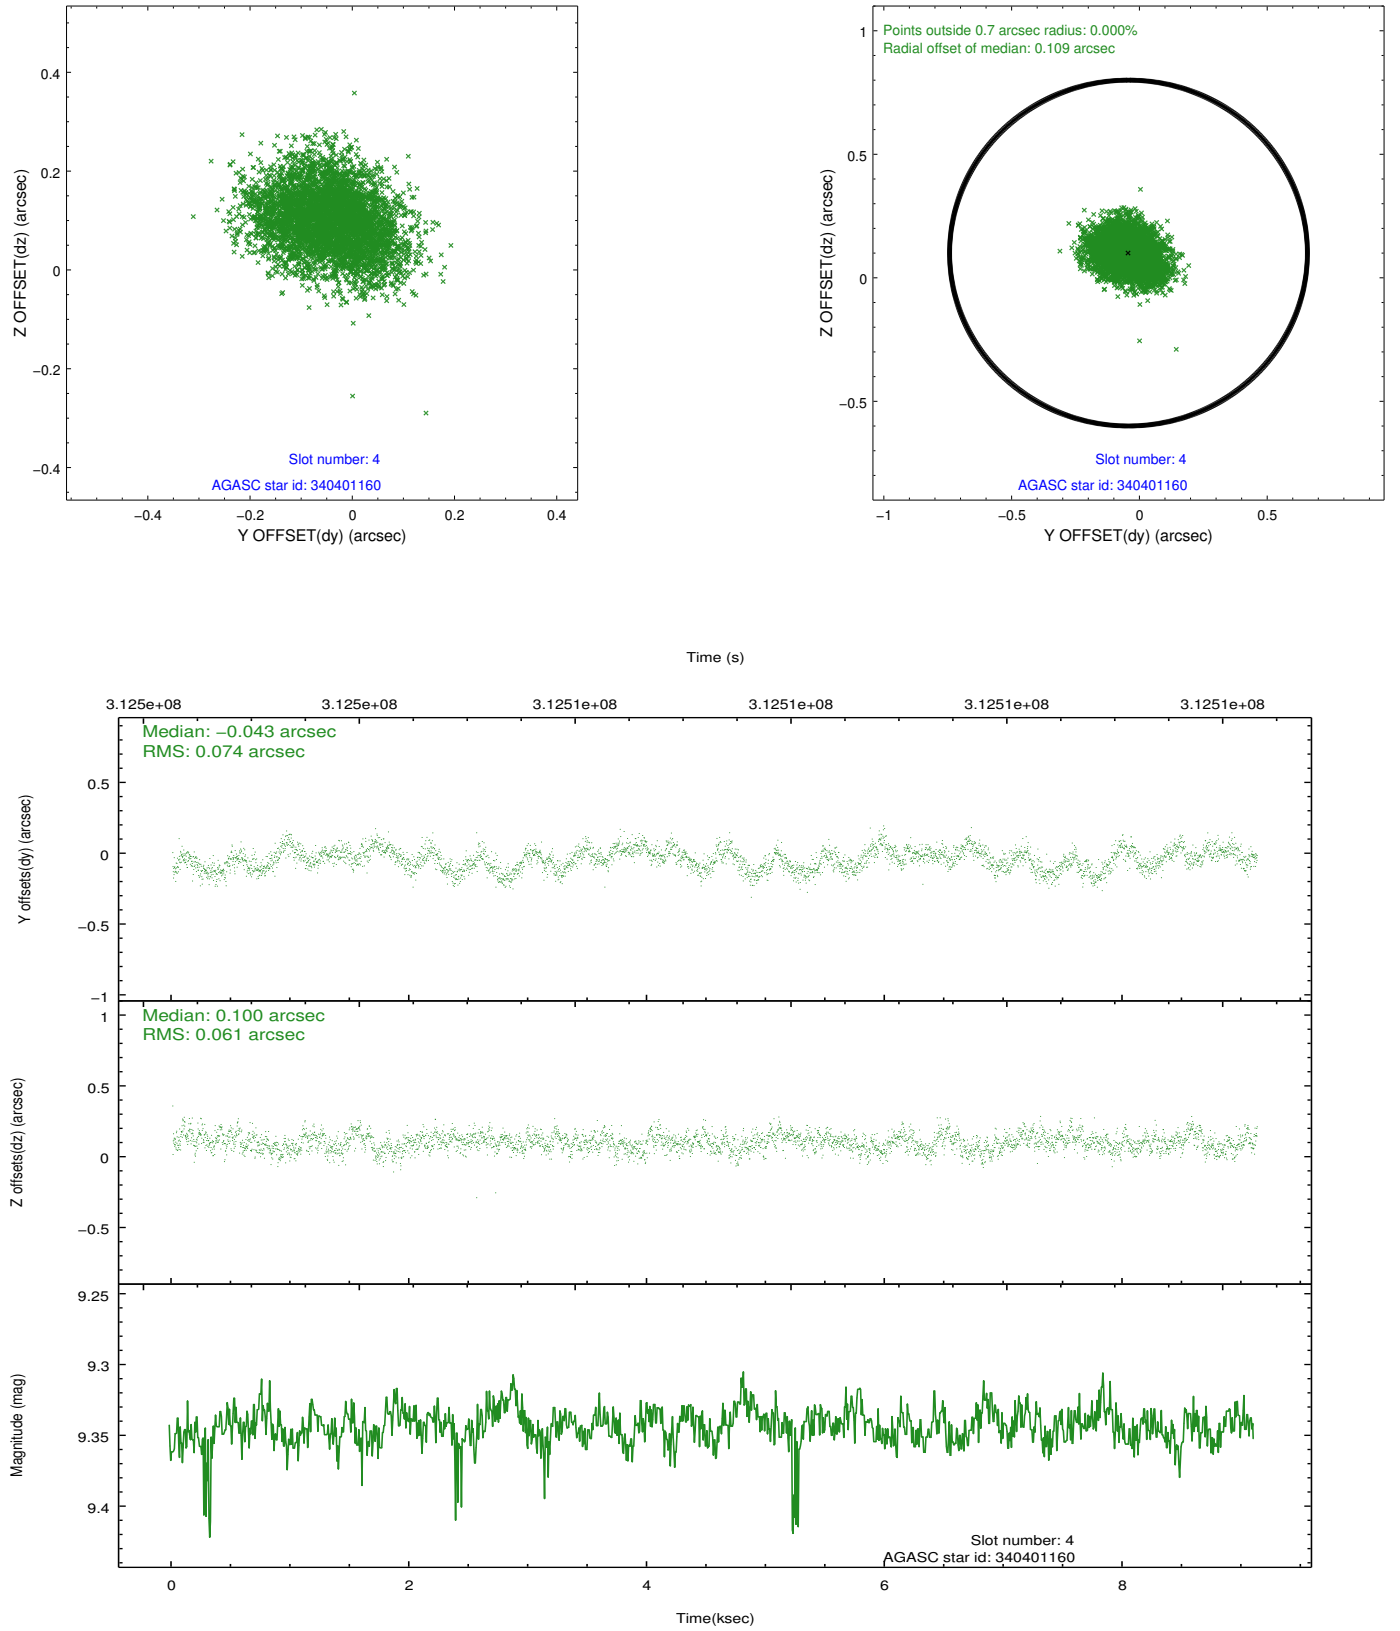 0.4
0.2
0
−0.2
−0.4
Z OFFSET(dz) (arcsec)
Slot number: 4
AGASC star id: 340401160
−0.4
−0.2
0
0.2
0.4
Y OFFSET(dy) (arcsec)
Points outside 0.7 arcsec radius: 0.000%
Radial offset of median: 0.109 arcsec
1
0.5
0
−0.5
Z OFFSET(dz) (arcsec)
Slot number: 4
AGASC star id: 340401160
−1
−0.5
0
0.5
Y OFFSET(dy) (arcsec)
Time (s)
3.125e+08
3.125e+08
3.1251e+08
3.1251e+08
3.1251e+08
3.1251e+08
Median: −0.043 arcsec
RMS: 0.074 arcsec
0.5
0
−0.5
−1
Y offsets(dy) (arcsec)
Median: 0.100 arcsec
RMS: 0.061 arcsec
1
0.5
0
−0.5
Z offsets(dz) (arcsec)
9.25
9.3
9.35
9.4
Magnitude (mag)
Slot number: 4
AGASC star id: 340401160
0
2
4
6
8
Time(ksec)